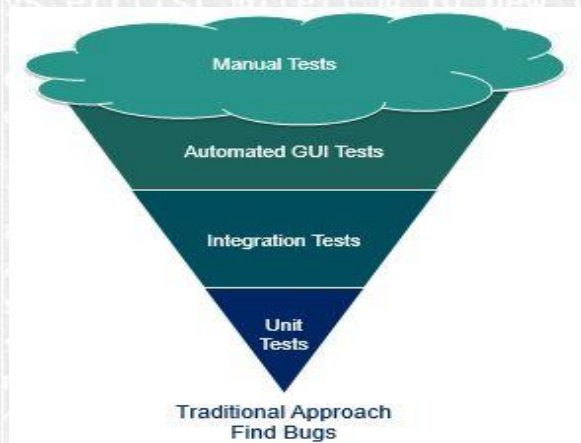 Manual Tests
Automated GUI Tests
Integration Tests
Unit
Tests
Traditional Approach
Find Bugs